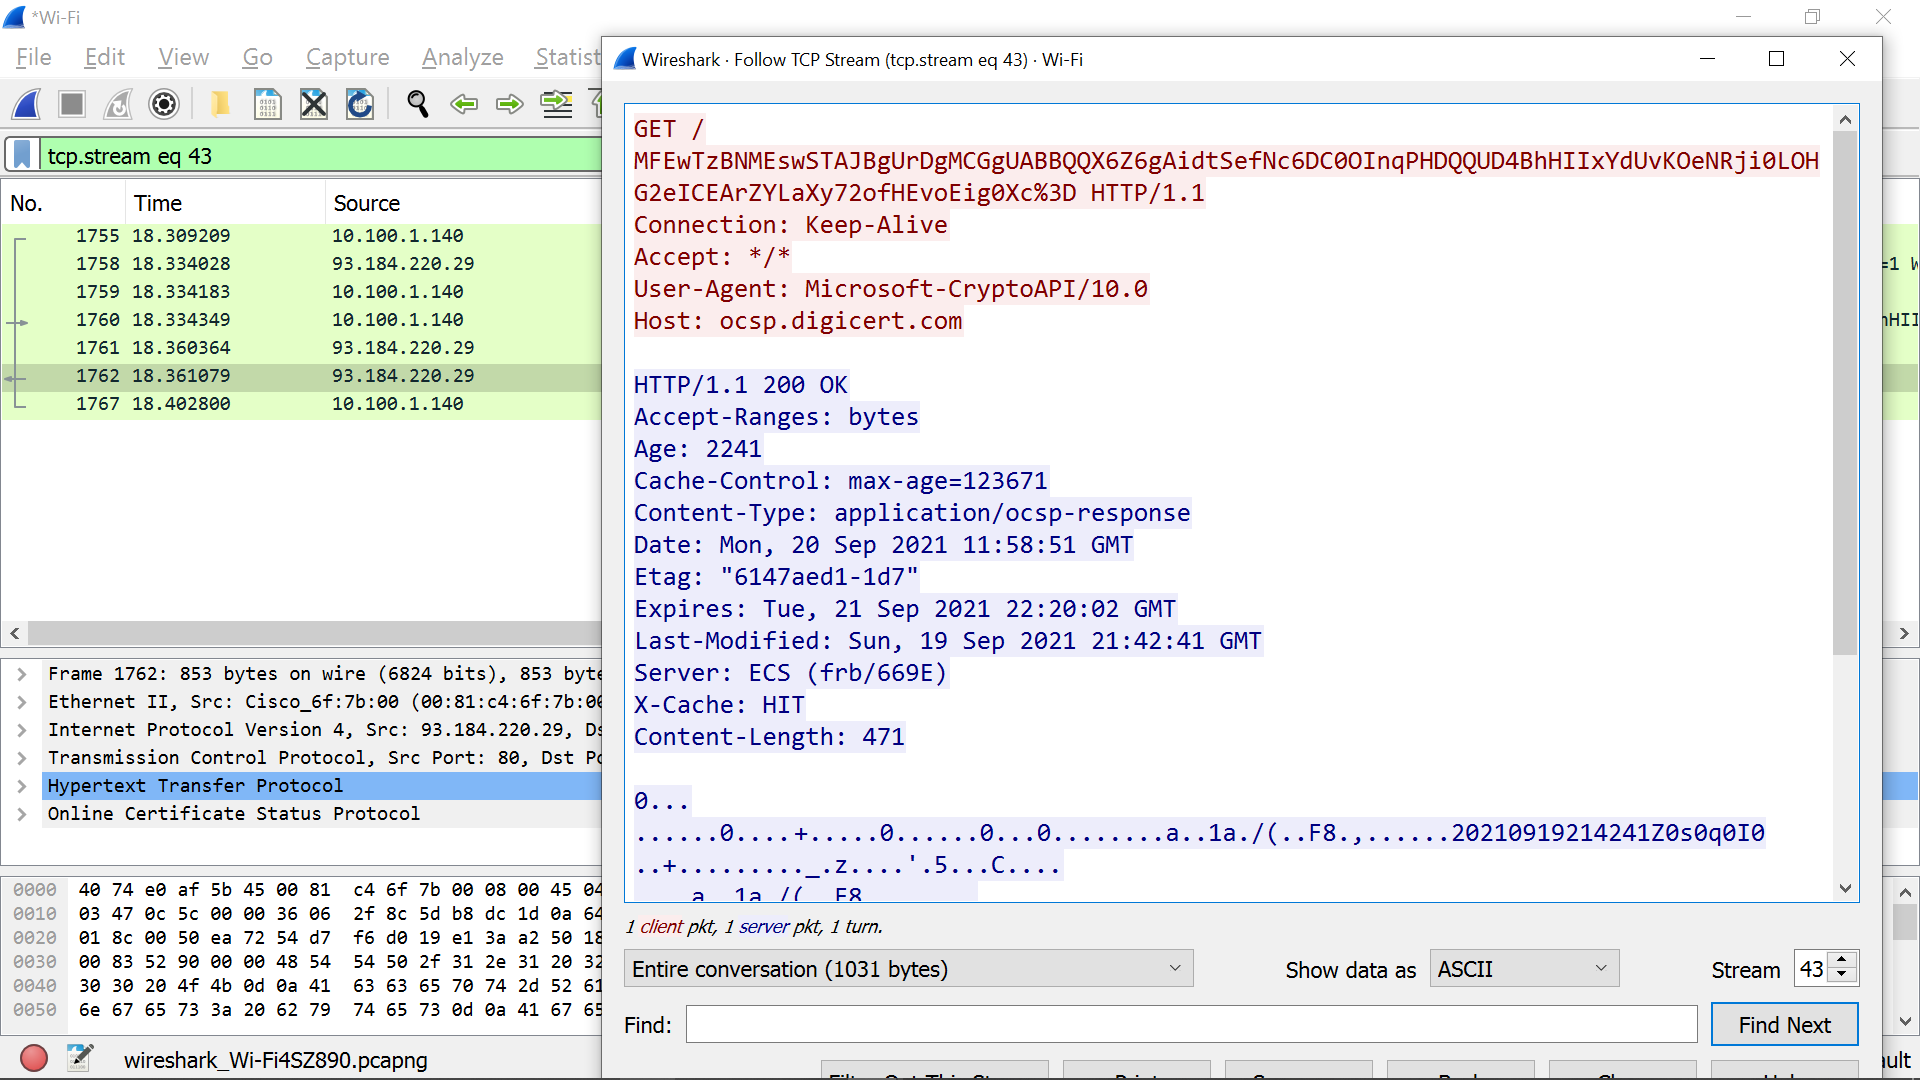 *Wi-Fi
File Edit View Go Capture Analyze
Wireshark · Follow TCP Stream (tcp.stream eq 43) · Wi-Fi
tcp.stream eq 43
No. Time Source
1755 18.309209 10.100.1.140
1758 18.334028 93.184.220.29
1759 18.334183 10.100.1.140
1760 18.334349 10.100.1.140
1761 18.360364 93.184.220.29
1762 18.361079 93.184.220.29
1767 18.402800 10.100.1.140
Frame 1762: 853 bytes on wire (6824 bits), 853 byte
Ethernet II, Src: Cisco_6f:7b:00 (00:81:c4:6f:7b:00
Internet Protocol Version 4, Src: 93.184.220.29, Ds
Transmission Control Protocol, Src Port: 80, Dst Po
Hypertext Transfer Protocol
Online Certificate Status Protocol
0000 40 74 e0 af 5b 45 00 81 c4 6f 7b 00 08 00 45 04
0010 03 47 0c 5c 00 00 36 06 2f 8c 5d b8 dc 1d 0a 64
0020 01 8c 00 50 ea 72 54 d7 f6 d0 19 e1 3a a2 50 18
0030 00 83 52 90 00 00 48 54 54 50 2f 31 2e 31 20 32
0040 30 30 20 4f 4b 0d 0a 41 63 63 65 70 74 2d 52 61
0050 6e 67 65 73 3a 20 62 79 74 65 73 0d 0a 41 67 65
wireshark_Wi-Fi4SZ890.pcapng
GET /
MFEwTzBNMEswSTAJBgUrDgMCGgUABBQQX6Z6gAidtSefNc6DC0OInqPHDQQUD4BhHIIxYdUvKOeNRji0LOH
G2eICEArZYLaXy72ofHEvoEig0Xc%3D HTTP/1.1
Connection: Keep-Alive
Accept: */*
User-Agent: Microsoft-CryptoAPI/10.0
Host: ocsp.digicert.com
HTTP/1.1 200 OK
Accept-Ranges: bytes
Age: 2241
Cache-Control: max-age=123671
Content-Type: application/ocsp-response
Date: Mon, 20 Sep 2021 11:58:51 GMT
Etag: "6147aed1-1d7"
Expires: Tue, 21 Sep 2021 22:20:02 GMT
Last-Modified: Sun, 19 Sep 2021 21:42:41 GMT
Server: ECS (frb/669E)
X-Cache: HIT
Content-Length: 471
0...
......0....+.....0......0...0........a..1a./(..F8.,......20210919214241Z0s0q0I0
..+........._.z....'.5...C....
1 client pkt, 1 server pkt, 1 turn.
Entire conversation (1031 bytes) Show data as ASCII Stream 43
Find: Find Next